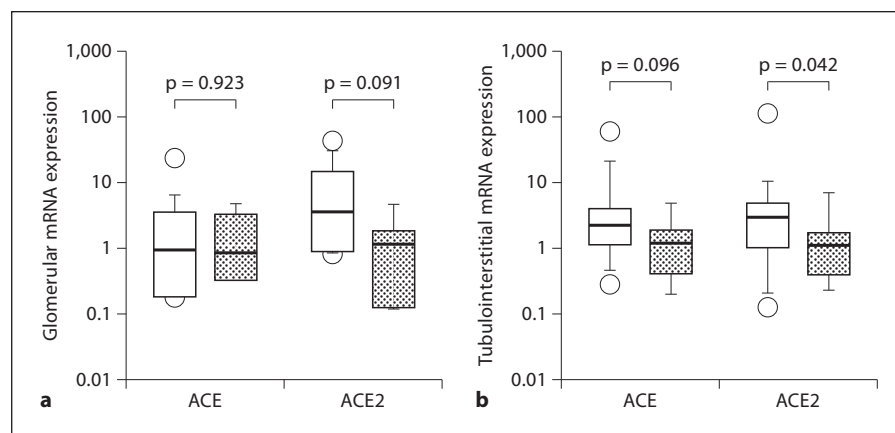 Glomerular mRNA expression
1,000
100
10
1
0.1
0.01
p = 0.923
p = 0.091
ACE
ACE2
a
Tubulointerstitial mRNA expression
1,000
100
10
1
0.1
0.01
p = 0.096
p = 0.042
ACE
ACE2
b